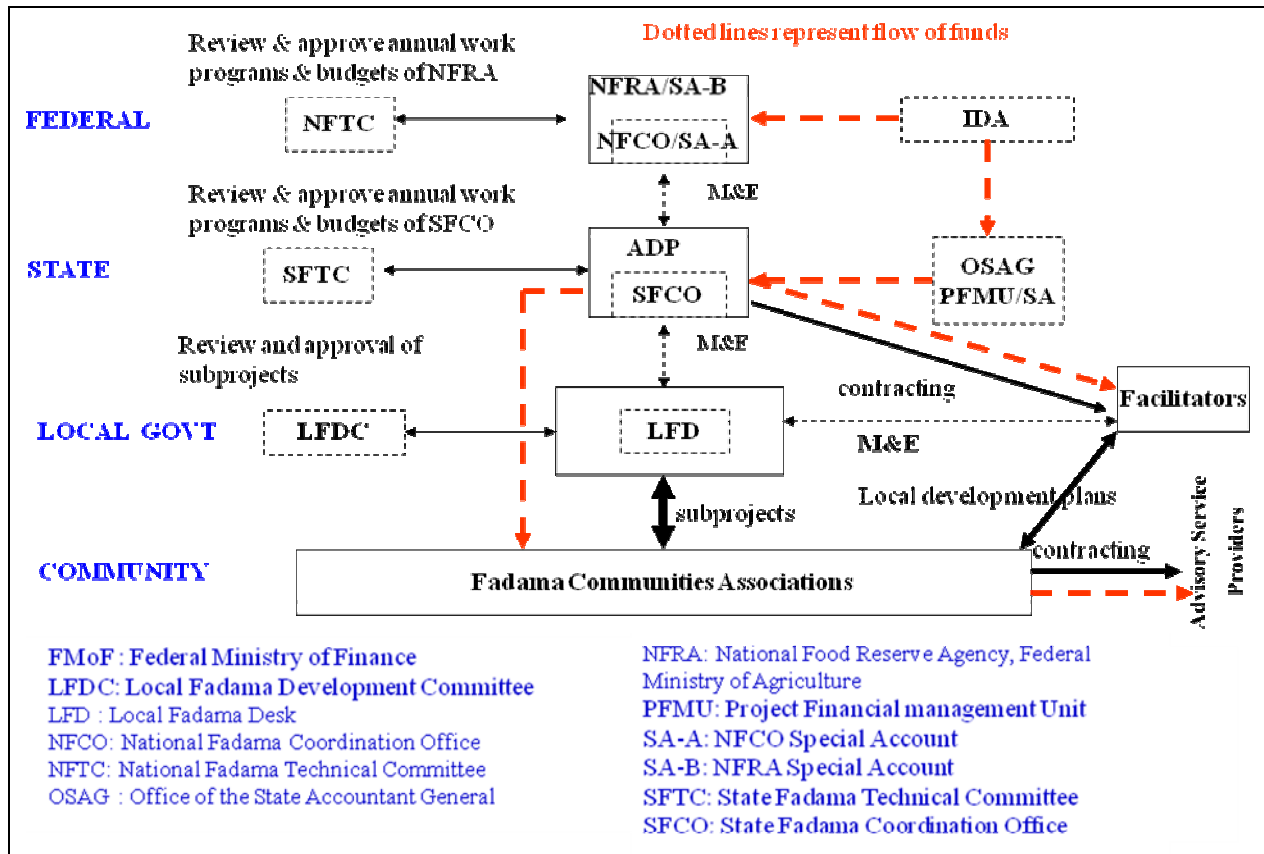 Review & approve annual work
programs & budgets of NFRA
Dotted lines represent flow of funds
FEDERAL
NFTC
NFRA/SA-B
NFCO/SA-A
IDA
M&E
Review & approve annual work
programs & budgets of SFCO
STATE
SFTC
ADP
SFCO
OSAG
PFMU/SA
M&E
Review and approval of
subprojects
contracting
Facilitators
LOCAL GOVT
LFDC
LFD
M&E
Local development plans
subprojects
contracting
Advisory Service
Providers
COMMUNITY
Fadama Communities Associations
FMoF : Federal Ministry of Finance
LFDC: Local Fadama Development Committee
LFD : Local Fadama Desk
NFCO: National Fadama Coordination Office
NFTC: National Fadama Technical Committee
OSAG : Office of the State Accountant General
NFRA: National Food Reserve Agency, Federal
Ministry of Agriculture
PFMU: Project Financial management Unit
SA-A: NFCO Special Account
SA-B: NFRA Special Account
SFTC: State Fadama Technical Committee
SFCO: State Fadama Coordination Office